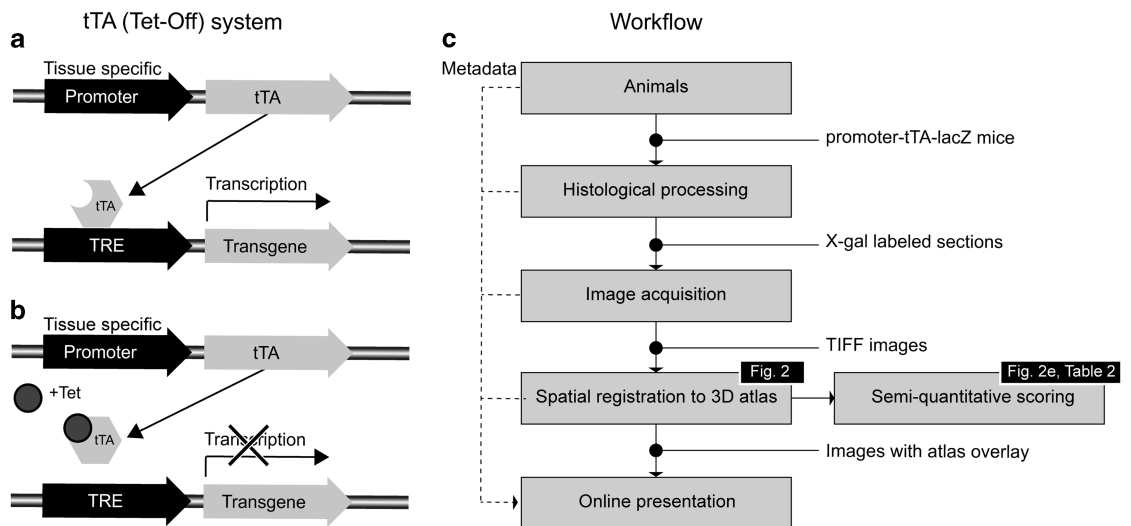 tTA (Tet-Off) system
a
Tissue specific
Promoter
tTA
tTA
Transcription
TRE
Transgene
b
Tissue specific
Promoter
tTA
+Tet
tTA
Transcription
TRE
Transgene
Workflow
c
Metadata
Animals
promoter-tTA-lacZ mice
Histological processing
X-gal labeled sections
Image acquisition
TIFF images
Fig. 2
Spatial registration to 3D atlas
Fig. 2e, Table 2
Semi-quantitative scoring
Images with atlas overlay
Online presentation